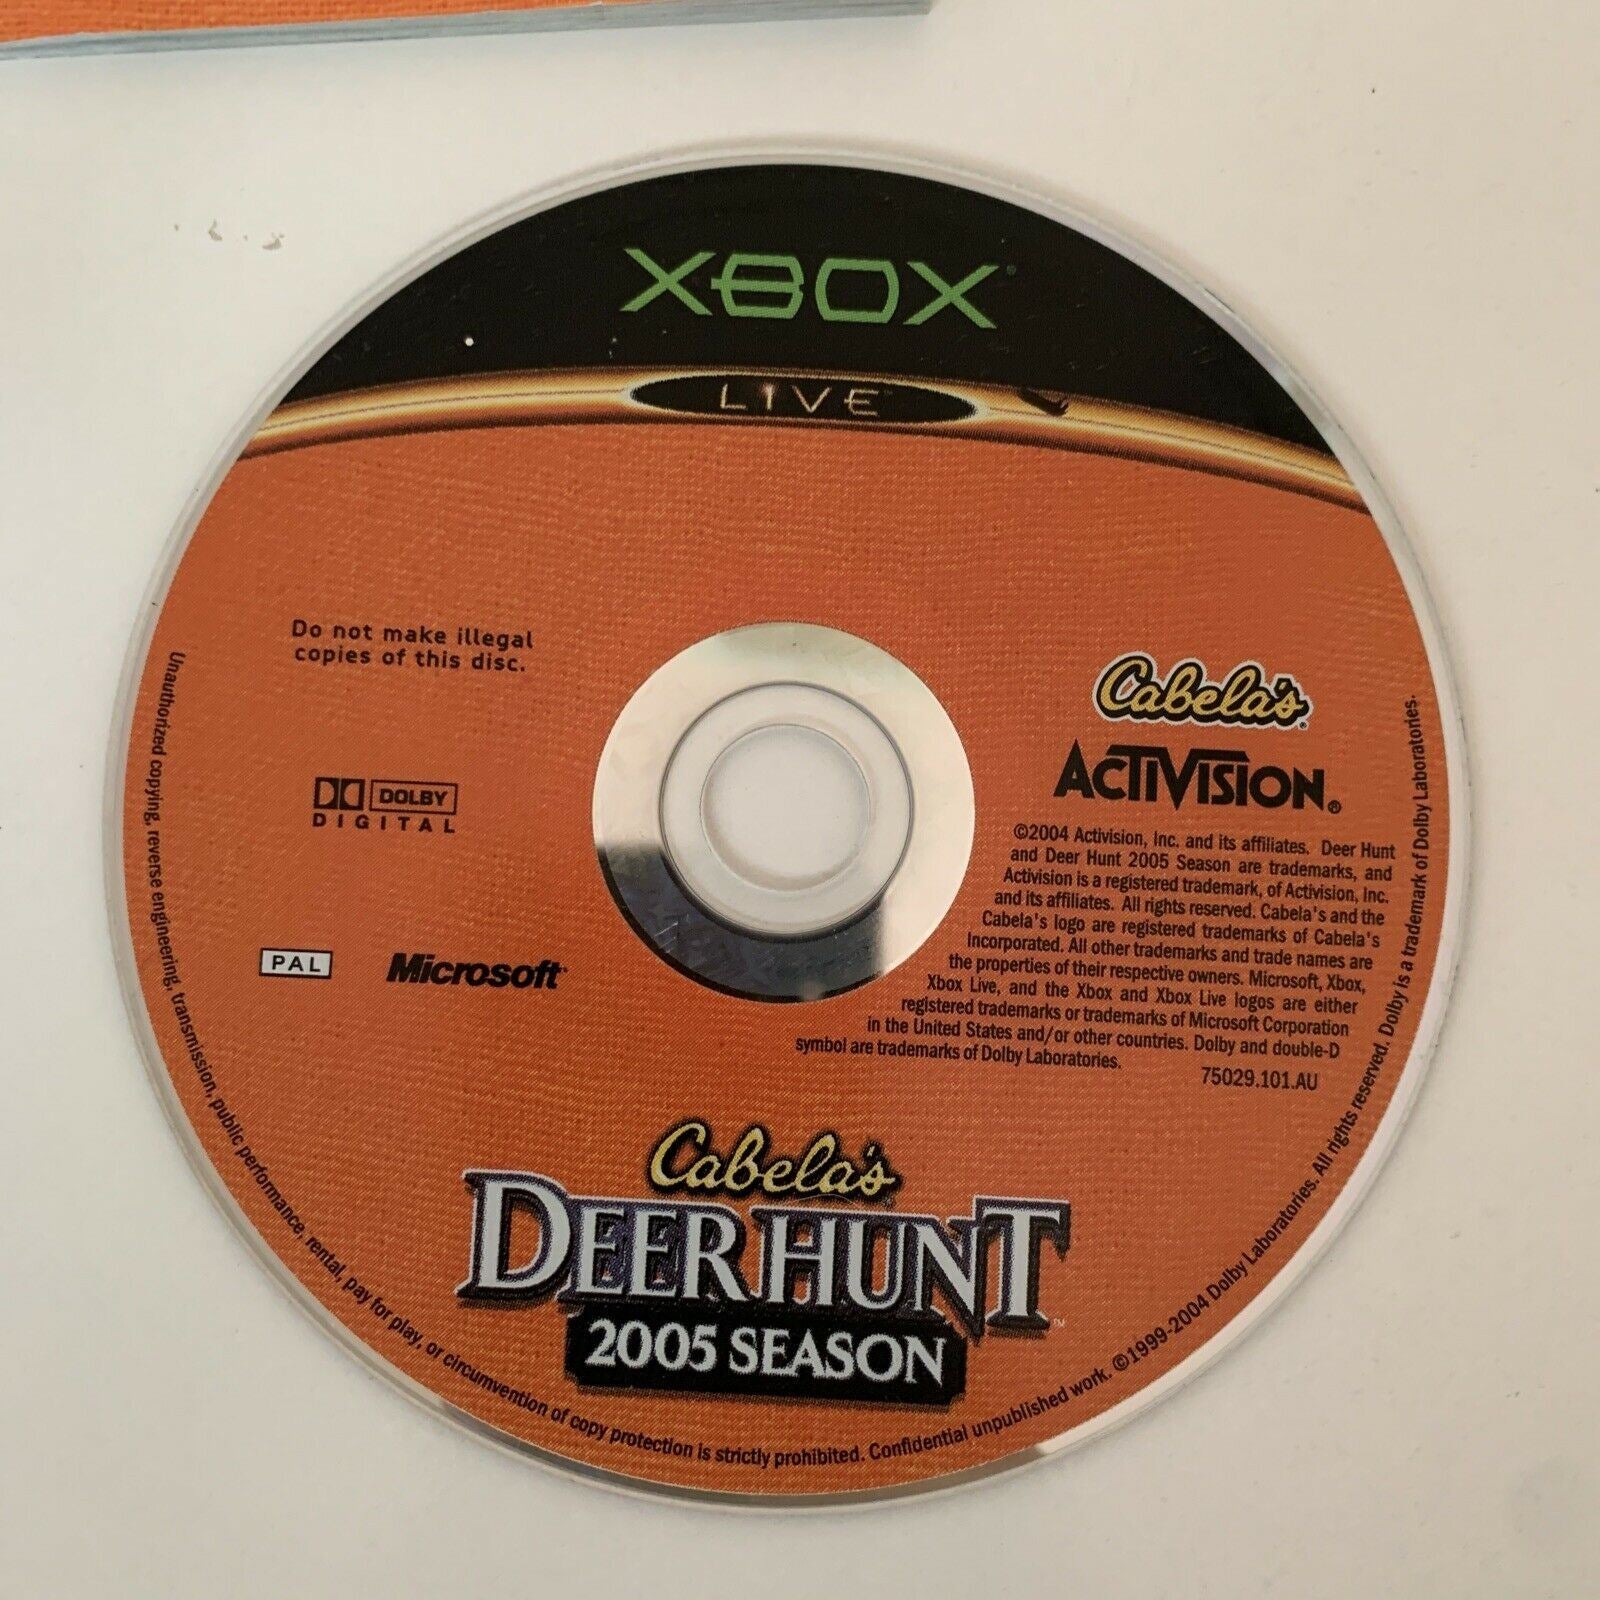 XBOX®
LIVE™
Do not make illegal
copies of this disc.
DOLBY
DIGITAL
PAL
Microsoft®
Cabela's®
ACTIVISION®
©2004 Activision, Inc. and its affiliates. Deer Hunt
and Deer Hunt 2005 Season are trademarks, and
Activision is a registered trademark, of Activision, Inc.
and its affiliates. All rights reserved. Cabela's and the
Cabela's logo are registered trademarks of Cabela's
Incorporated. All other trademarks and trade names are
the properties of their respective owners. Microsoft, Xbox,
Xbox Live, and the Xbox and Xbox Live logos are either
registered trademarks or trademarks of Microsoft Corporation
in the United States and/or other countries. Dolby and double-D
symbol are trademarks of Dolby Laboratories.
75029.101.AU
Cabela's
DEER HUNT™
2005 SEASON
Unauthorized copying, reverse engineering, transmission, public performance, rental, pay for play, or circumvention of copy protection is strictly prohibited. Confidential unpublished work. ©1999-2004 Dolby Laboratories. All rights reserved. Dolby is a trademark of Dolby Laboratories.